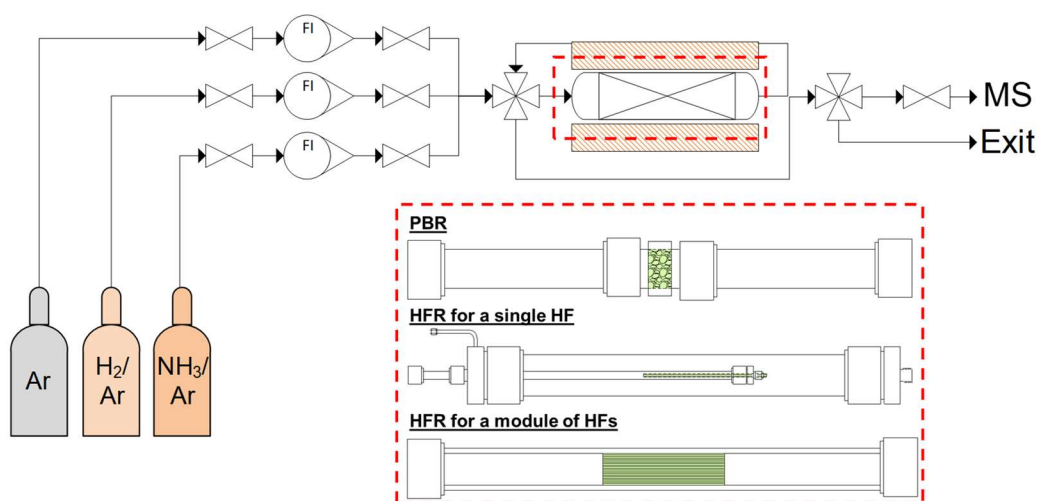 FI
FI
FI
MS
Exit
Ar
H₂/
Ar
NH₃/
Ar
PBR
HFR for a single HF
HFR for a module of HFs